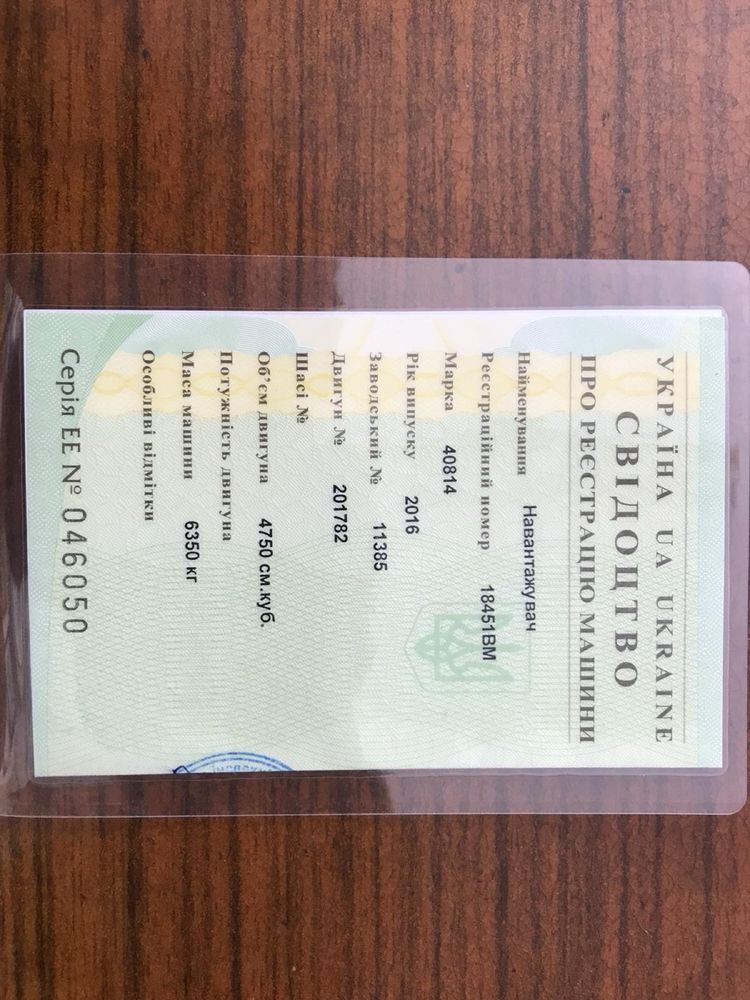 УКРАЇНА UA UKRAINE
СВІДОЦТВО
ПРО РЕЄСТРАЦІЮ МАШИНИ
Найменування Навантажувач
Реєстраційний номер 18451ВМ
Марка 40814
Рік випуску 2016
Заводський № 11385
Двигун № 201782
Шасі №
Об'єм двигуна 4750 см.куб.
Потужність двигуна
Маса машини 6350 кг
Особливі відмітки
Серія ЕЕ № 046050